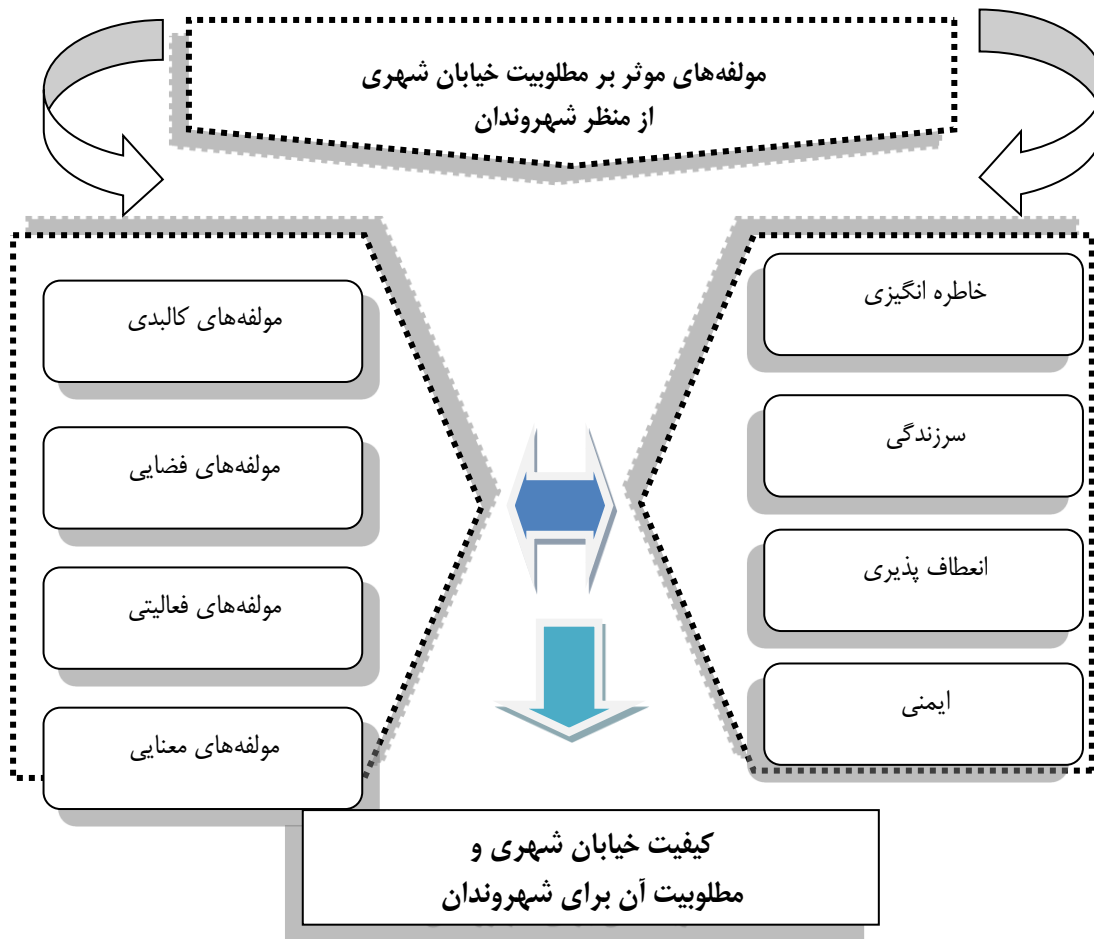 مولفه‌های موثر بر مطلوبیت خیابان شهری
از منظر شهروندان
خاطره انگیزی
سرزندگی
انعطاف پذیری
ایمنی
مولفه‌های کالبدی
مولفه‌های فضایی
مولفه‌های فعالیتی
مولفه‌های معنایی
کیفیت خیابان شهری و
مطلوبیت آن برای شهروندان